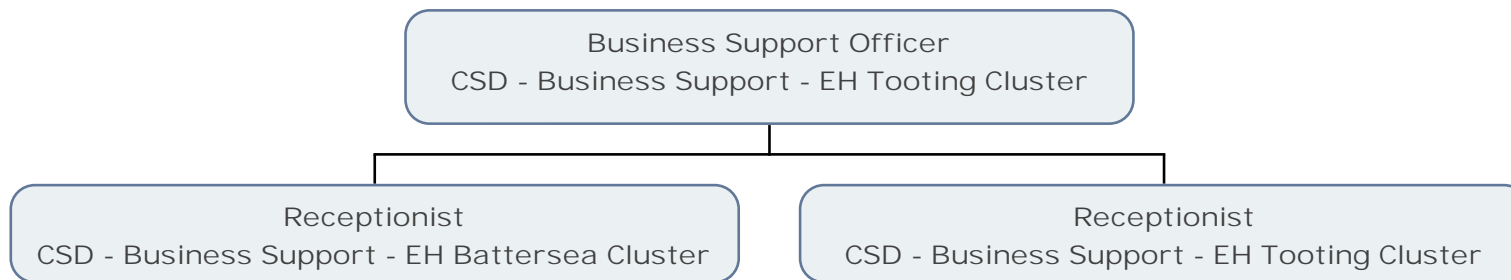 Business Support Officer
CSD - Business Support - EH Tooting Cluster
Receptionist
CSD - Business Support - EH Battersea Cluster
Receptionist
CSD - Business Support - EH Tooting Cluster